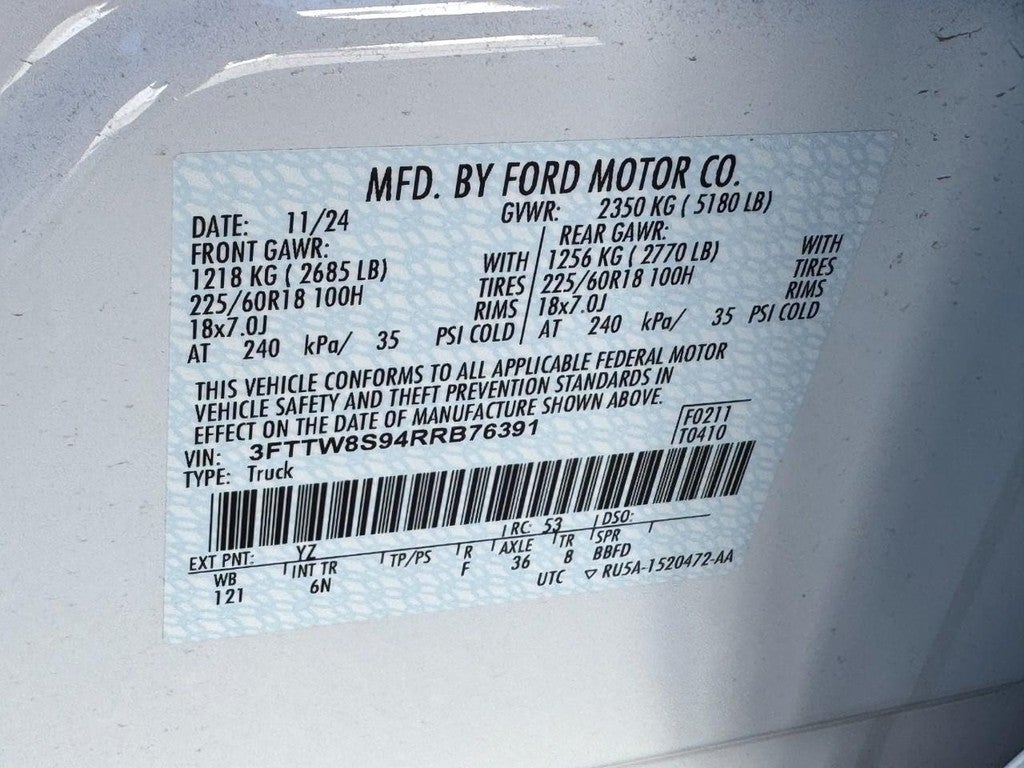 MFD. BY FORD MOTOR CO.
DATE: 11/24 GVWR: 2350 KG ( 5180 LB)
FRONT GAWR: REAR GAWR:
1218 KG ( 2685 LB) WITH 1256 KG ( 2770 LB) WITH
225/60R18 100H TIRES 225/60R18 100H TIRES
18x7.0J RIMS 18x7.0J RIMS
AT 240 kPa/ 35 PSI COLD AT 240 kPa/ 35 PSI COLD
THIS VEHICLE CONFORMS TO ALL APPLICABLE FEDERAL MOTOR
VEHICLE SAFETY AND THEFT PREVENTION STANDARDS IN
EFFECT ON THE DATE OF MANUFACTURE SHOWN ABOVE.
VIN: 3FTTW8S94RRB76391 F0211
TYPE: Truck T0410
EXT PNT: YZ RC: 53 DSO:
WB INT TR TP/PS R AXLE TR SPR
121 6N F 36 8 BBFD
UTC ▽ RU5A-1520472-AA